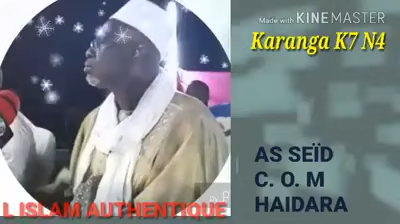 Made with KINEMASTER
Karanga K7 N4
AS SEÏD
C. O. M
HAIDARA
L ISLAM AUTHENTIQUE